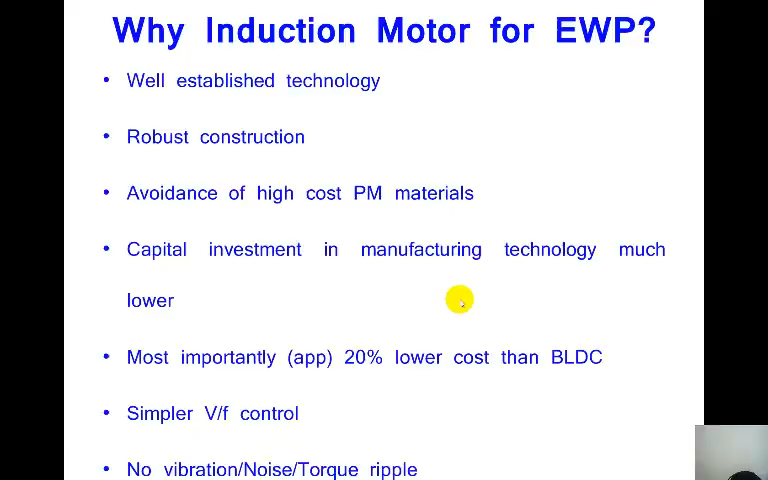 Why Induction Motor for EWP?
• Well established technology
• Robust construction
• Avoidance of high cost PM materials
• Capital investment in manufacturing technology much
lower
• Most importantly (app) 20% lower cost than BLDC
• Simpler V/f control
• No vibration/Noise/Torque ripple